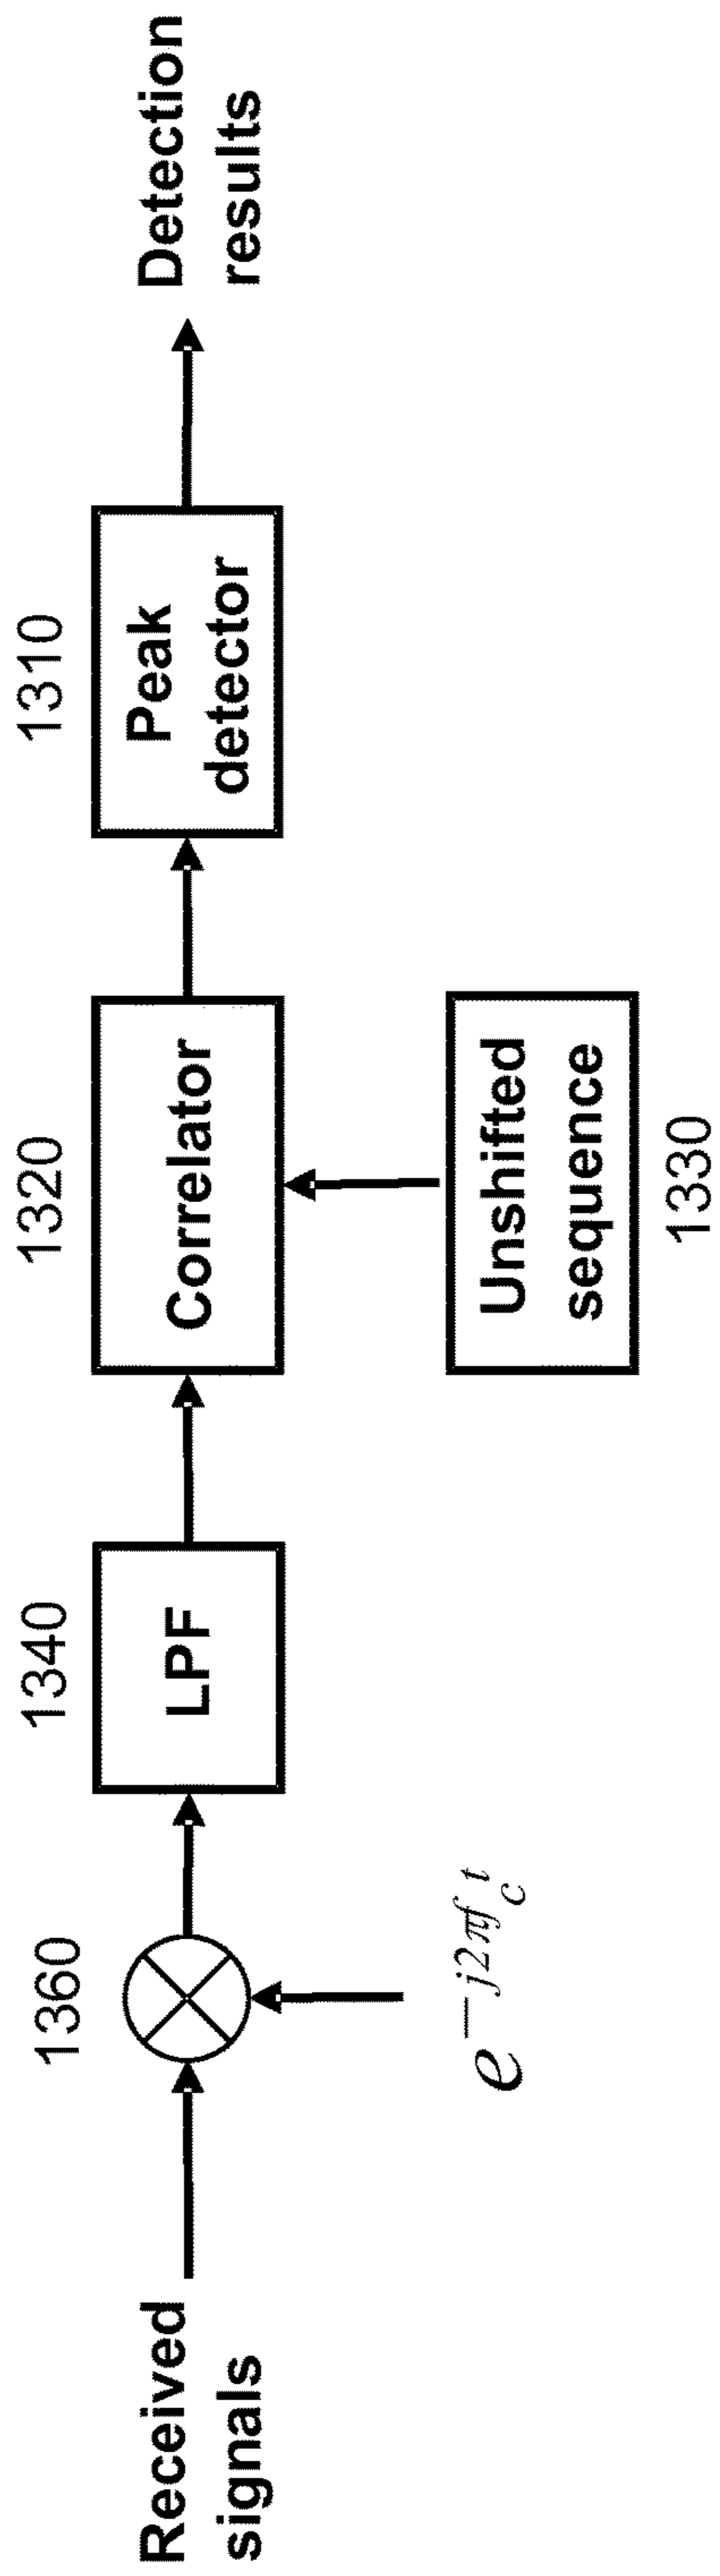 Received
signals
1360
e^{-j2πf_c t}
1340
LPF
1320
Correlator
Unshifted
sequence
1330
1310
Peak
detector
Detection
results